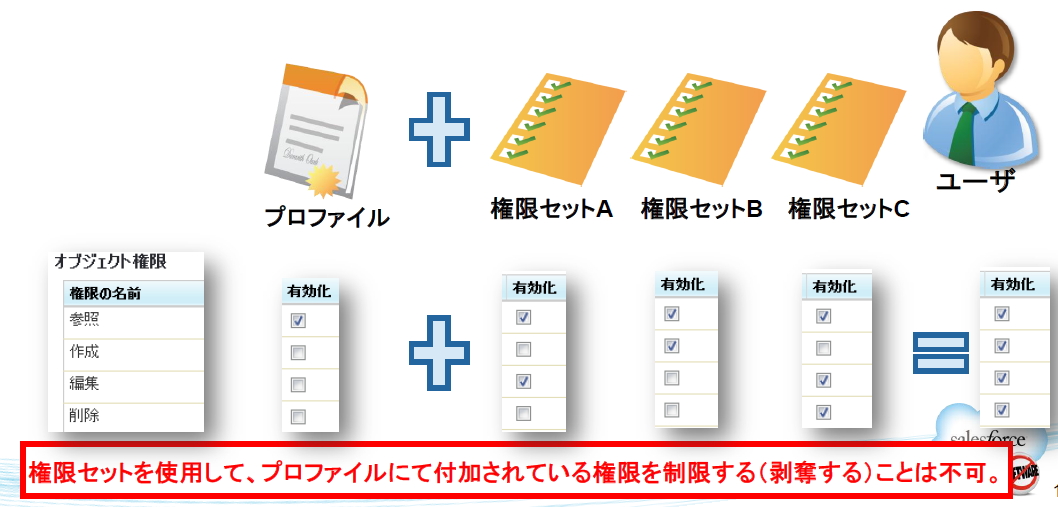 ユーザ
プロファイル
権限セットA
権限セットB
権限セットC
オブジェクト権限
権限の名前
有効化
有効化
有効化
有効化
有効化
参照
作成
編集
削除
salesforce
権限セットを使用して、プロファイルにて付加されている権限を制限する（剥奪する）ことは不可。